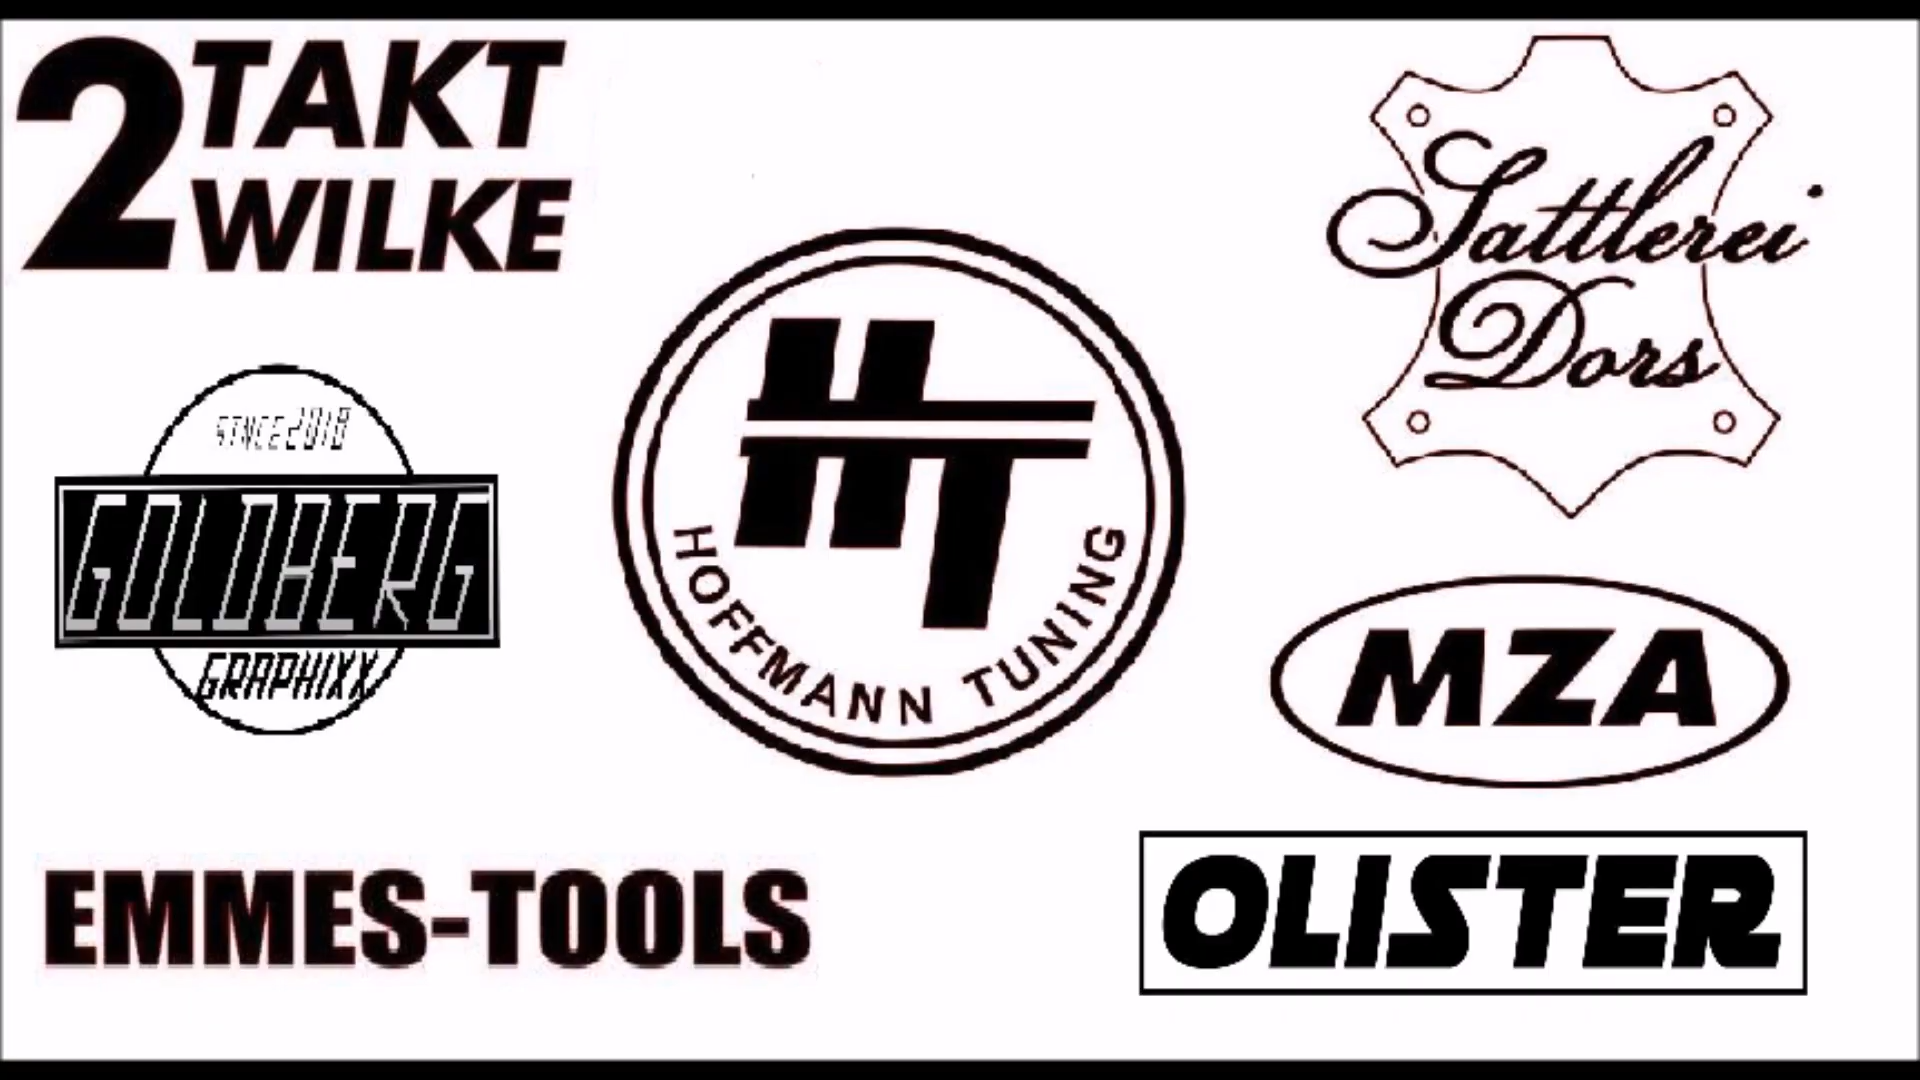 2 TAKT
WILKE
Sattlerei
Dors
SINCE 2018
GOLDBERG
GRAPHIXX
HT
HOFFMANN TUNING
MZA
EMMES-TOOLS
OLISTER